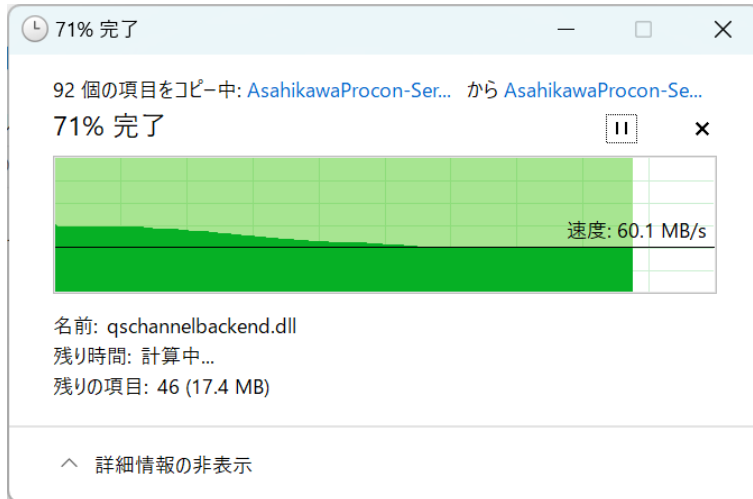 71% 完了
92 個の項目をコピー中: AsahikawaProcon-Ser... から AsahikawaProcon-Se...
71% 完了
速度: 60.1 MB/s
名前: qschannelbackend.dll
残り時間: 計算中...
残りの項目: 46 (17.4 MB)
詳細情報の非表示